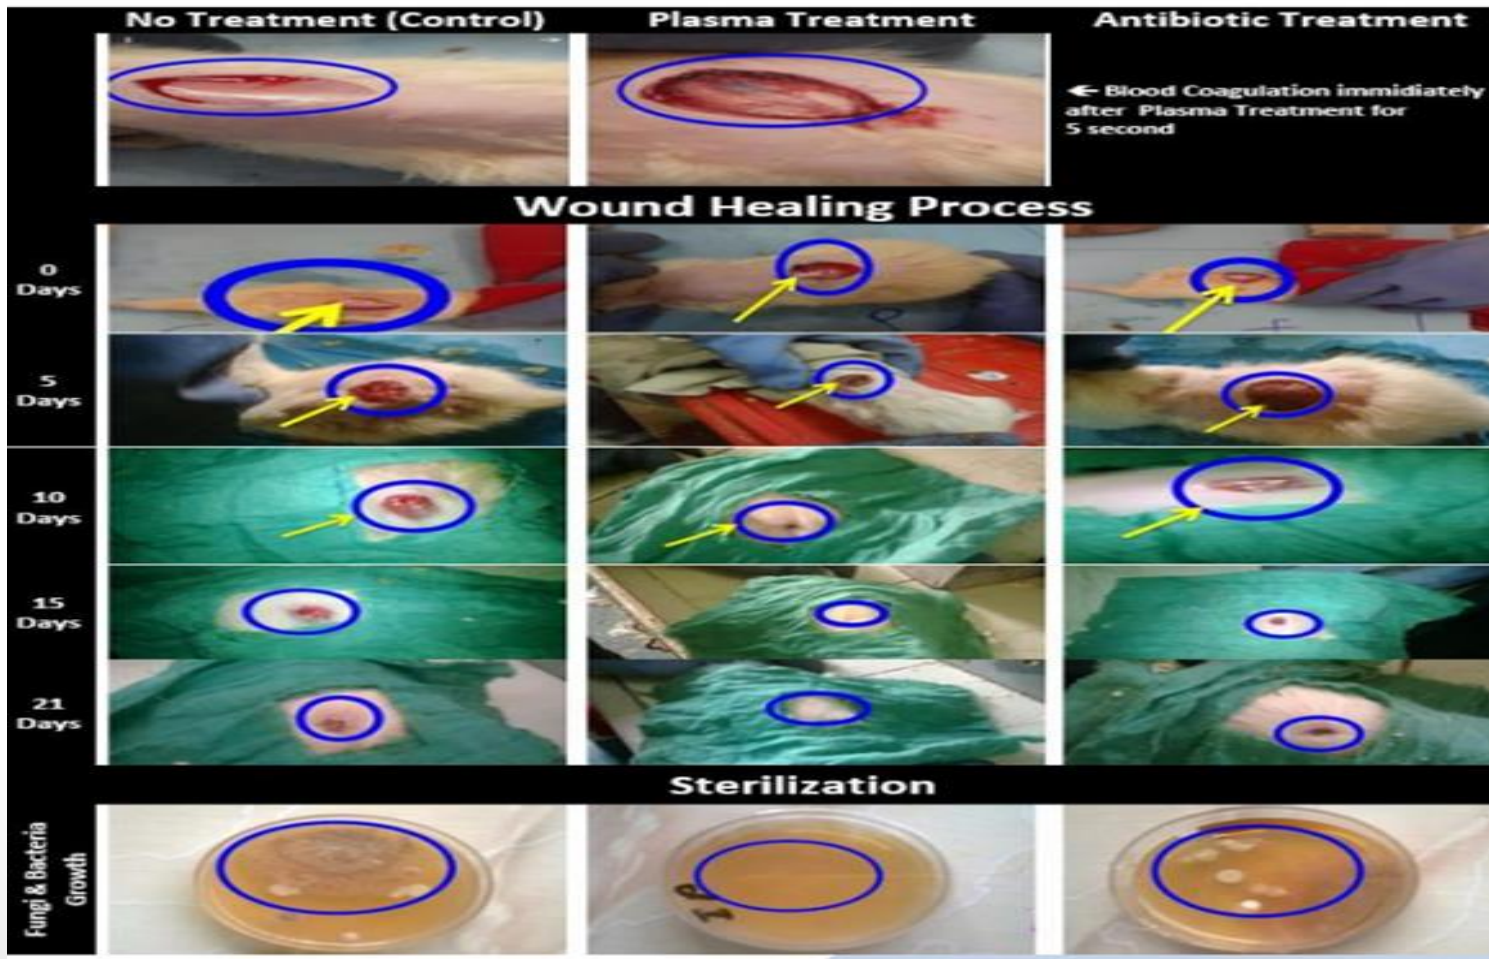 No Treatment (Control)
Plasma Treatment
Antibiotic Treatment
← Blood Coagulation immidiately
after Plasma Treatment for
5 second
Wound Healing Process
0
Days
5
Days
10
Days
15
Days
21
Days
Sterilization
Fungi & Bacteria
Growth